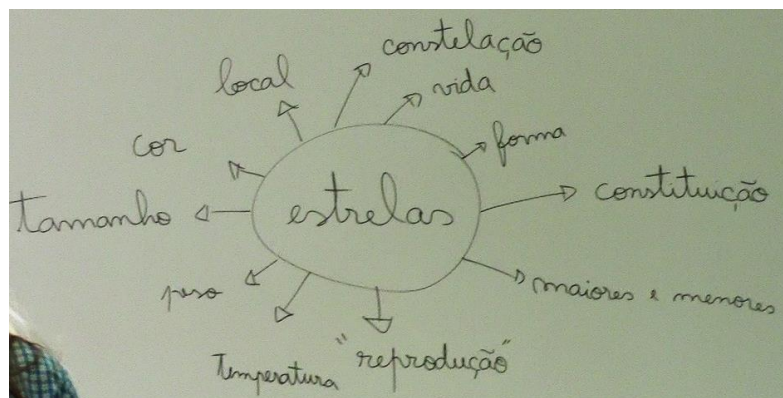 constelação
local
vida
cor
forma
tamanho
estrelas
constituição
peso
maiores e menores
Temperatura
"reprodução"